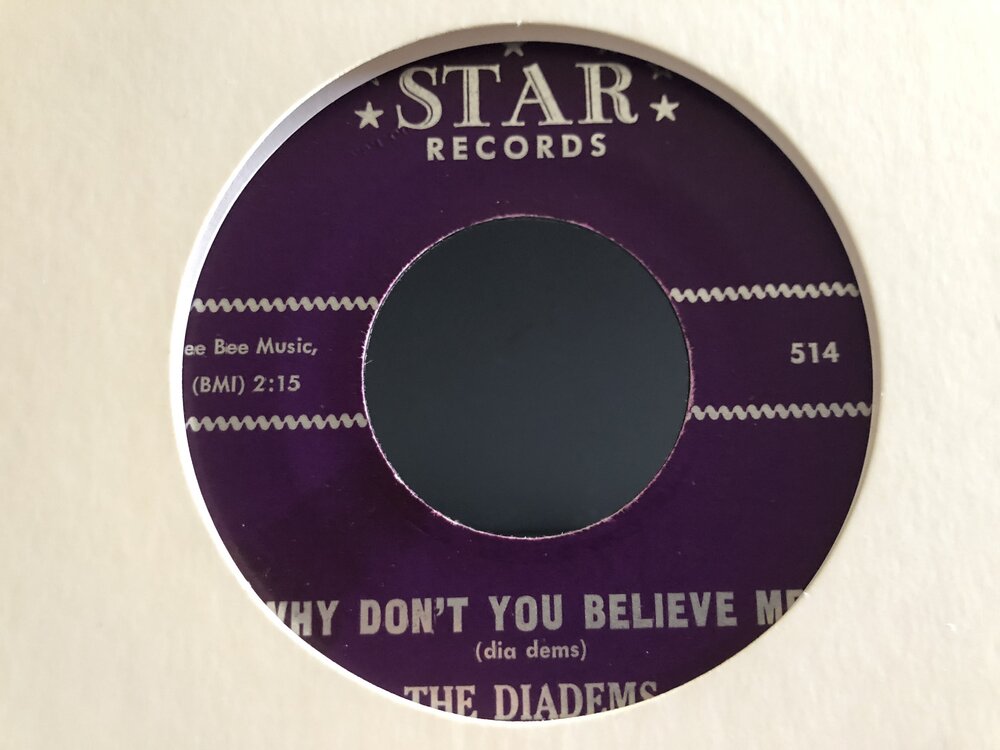 STAR
RECORDS
ee Bee Music,
(BMI) 2:15
514
WHY DON'T YOU BELIEVE ME
(dia dems)
THE DIADEMS